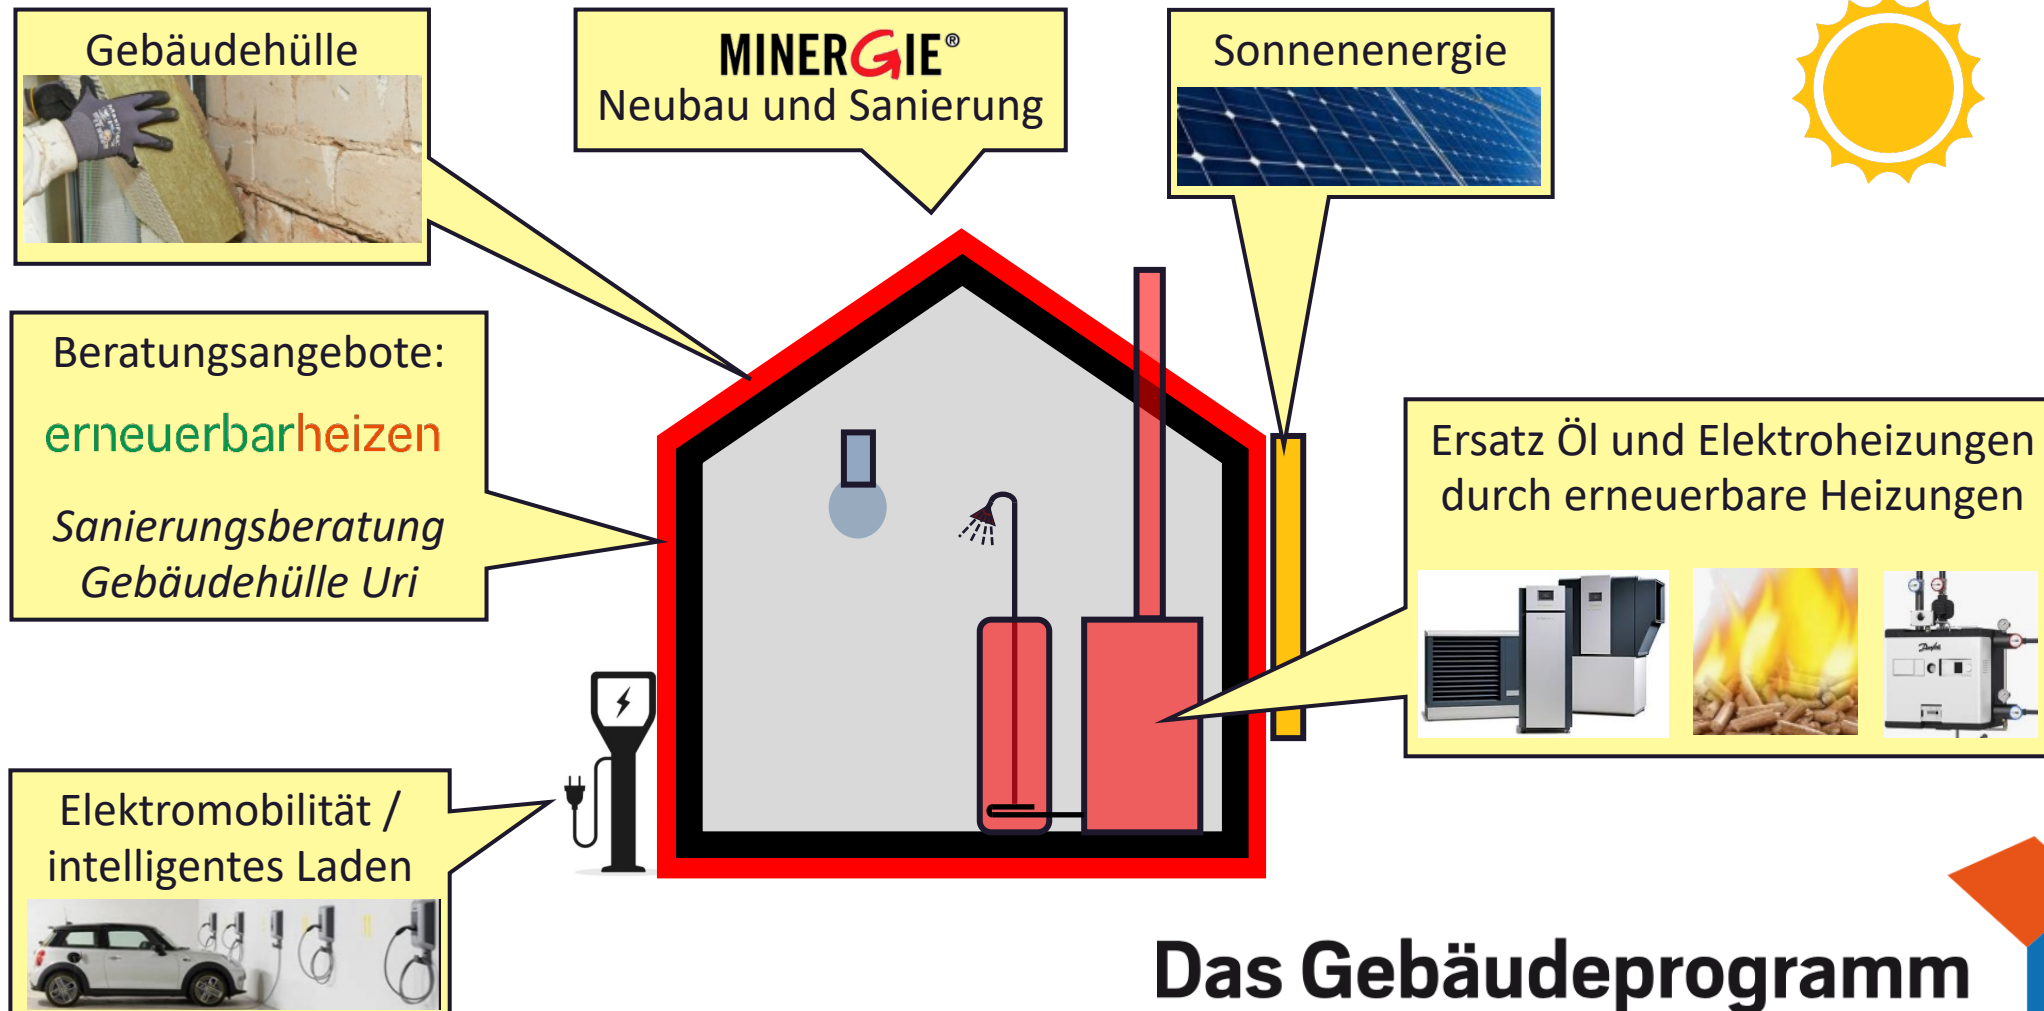 Gebäudehülle
MINERGIE®
Neubau und Sanierung
Sonnenenergie
Beratungsangebote:
erneuerbarheizen
Sanierungsberatung
Gebäudehülle Uri
Ersatz Öl und Elektroheizungen
durch erneuerbare Heizungen
Danfoss
Elektromobilität /
intelligentes Laden
Das Gebäudeprogramm